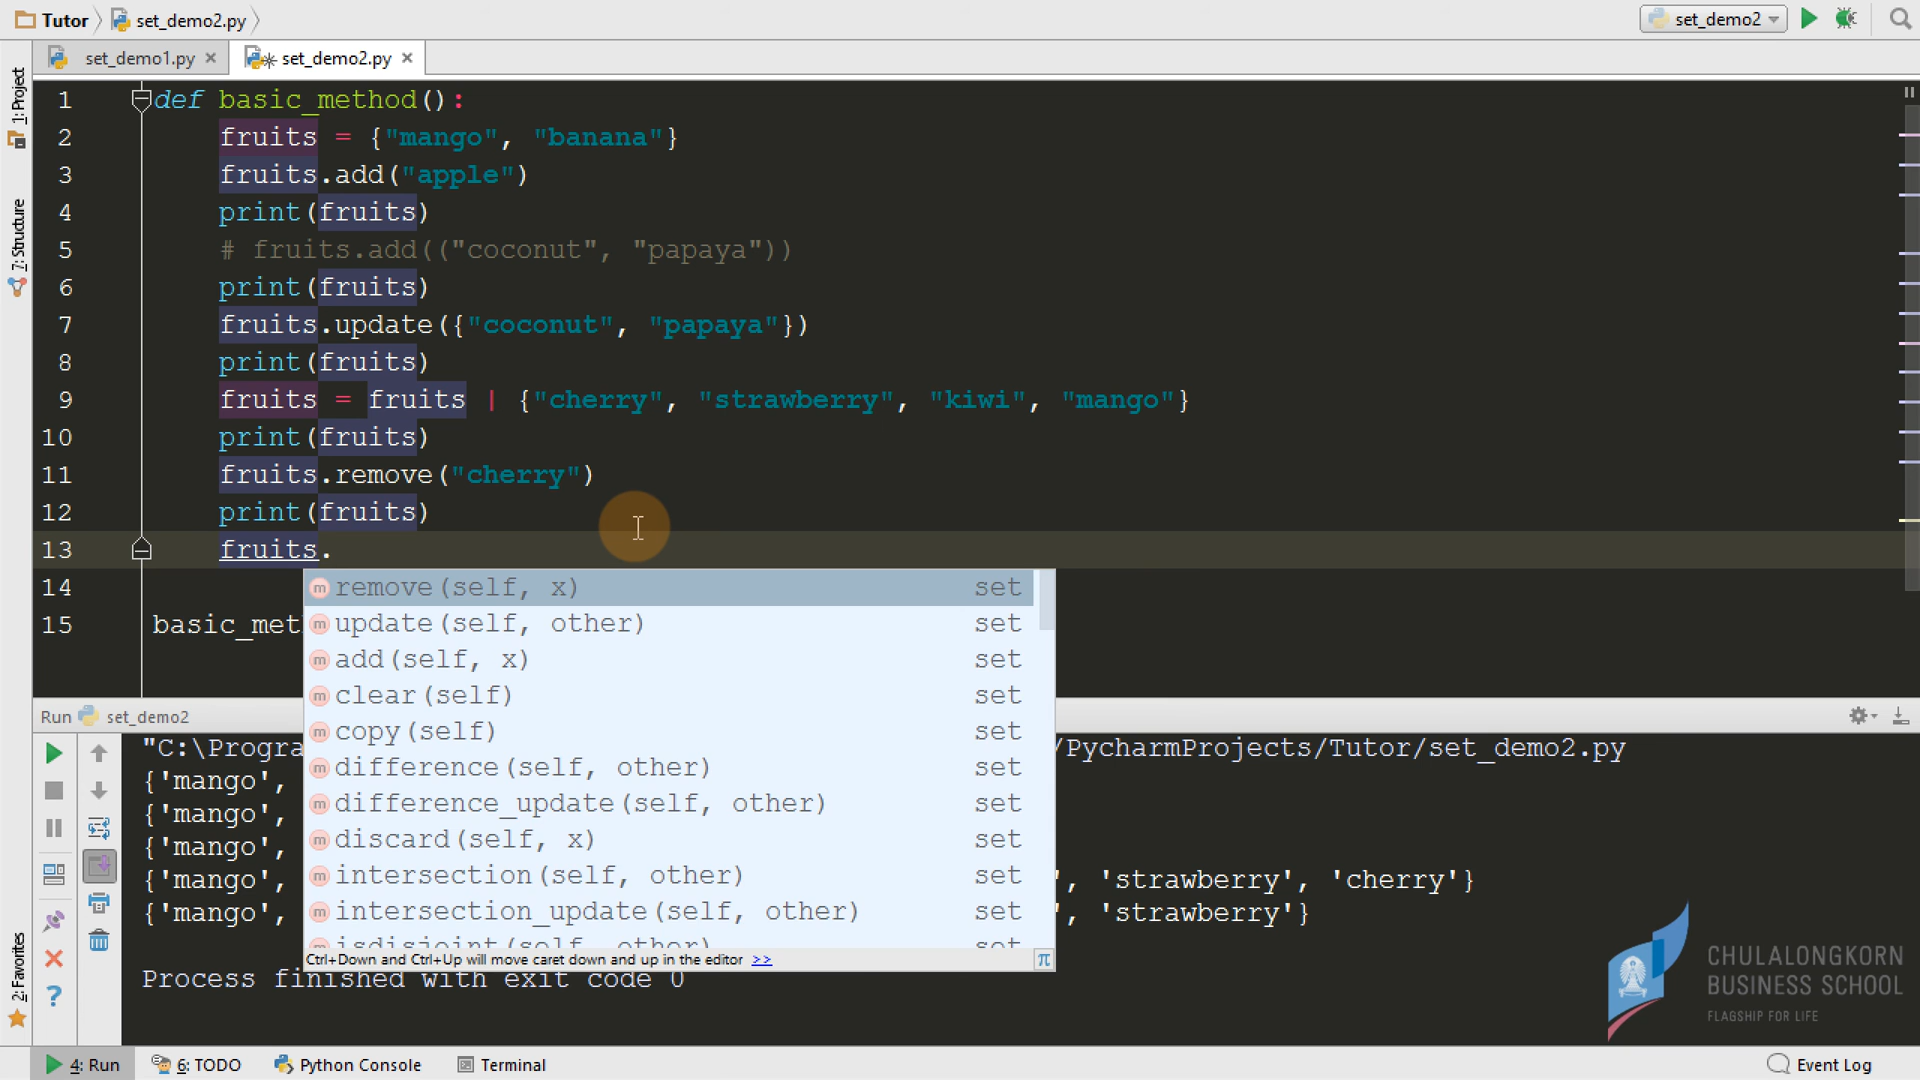 Tutor set_demo2.py set_demo2
set_demo1.py set_demo2.py
1: Project
7: Structure
2: Favorites
1 def basic_method():
2 fruits = {"mango", "banana"}
3 fruits.add("apple")
4 print(fruits)
5 # fruits.add(("coconut", "papaya"))
6 print(fruits)
7 fruits.update({"coconut", "papaya"})
8 print(fruits)
9 fruits = fruits | {"cherry", "strawberry", "kiwi", "mango"}
10 print(fruits)
11 fruits.remove("cherry")
12 print(fruits)
13 fruits.
14
15 basic_met
m remove(self, x) set
m update(self, other) set
m add(self, x) set
m clear(self) set
m copy(self) set
m difference(self, other) set
m difference_update(self, other) set
m discard(self, x) set
m intersection(self, other) set
m intersection_update(self, other) set
m isdisjoint(self, other) set
Ctrl+Down and Ctrl+Up will move caret down and up in the editor >> π
Run set_demo2
"C:\Progra /PycharmProjects/Tutor/set_demo2.py
{'mango',
{'mango',
{'mango',
{'mango', ', 'strawberry', 'cherry'}
{'mango', ', 'strawberry'}
Process finished with exit code 0
CHULALONGKORN
BUSINESS SCHOOL
FLAGSHIP FOR LIFE
4: Run 6: TODO Python Console Terminal Event Log